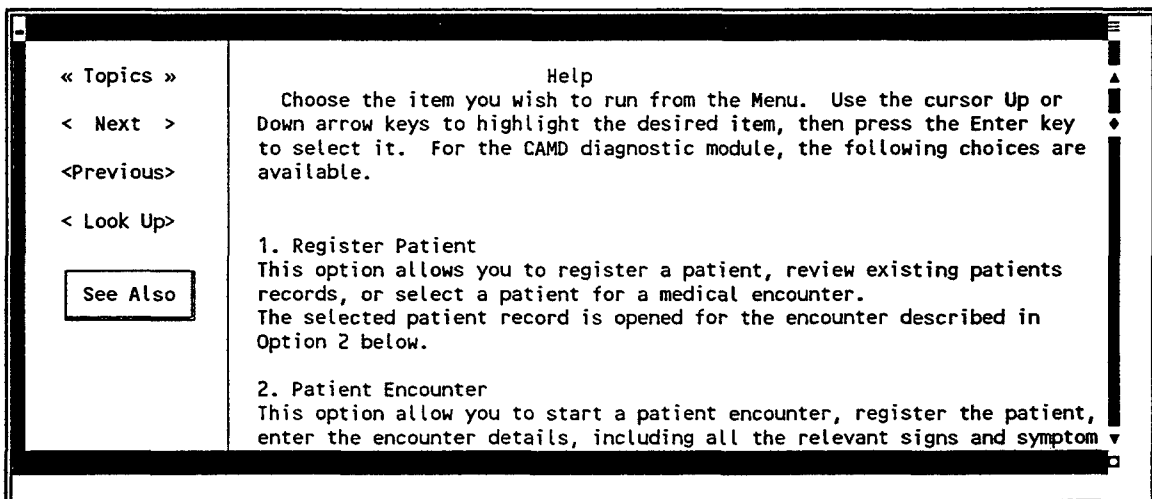 « Topics »
< Next >
<Previous>
< Look Up>
See Also
Help
Choose the item you wish to run from the Menu. Use the cursor Up or
Down arrow keys to highlight the desired item, then press the Enter key
to select it. For the CAMD diagnostic module, the following choices are
available.
1. Register Patient
This option allows you to register a patient, review existing patients
records, or select a patient for a medical encounter.
The selected patient record is opened for the encounter described in
Option 2 below.
2. Patient Encounter
This option allow you to start a patient encounter, register the patient,
enter the encounter details, including all the relevant signs and symptom